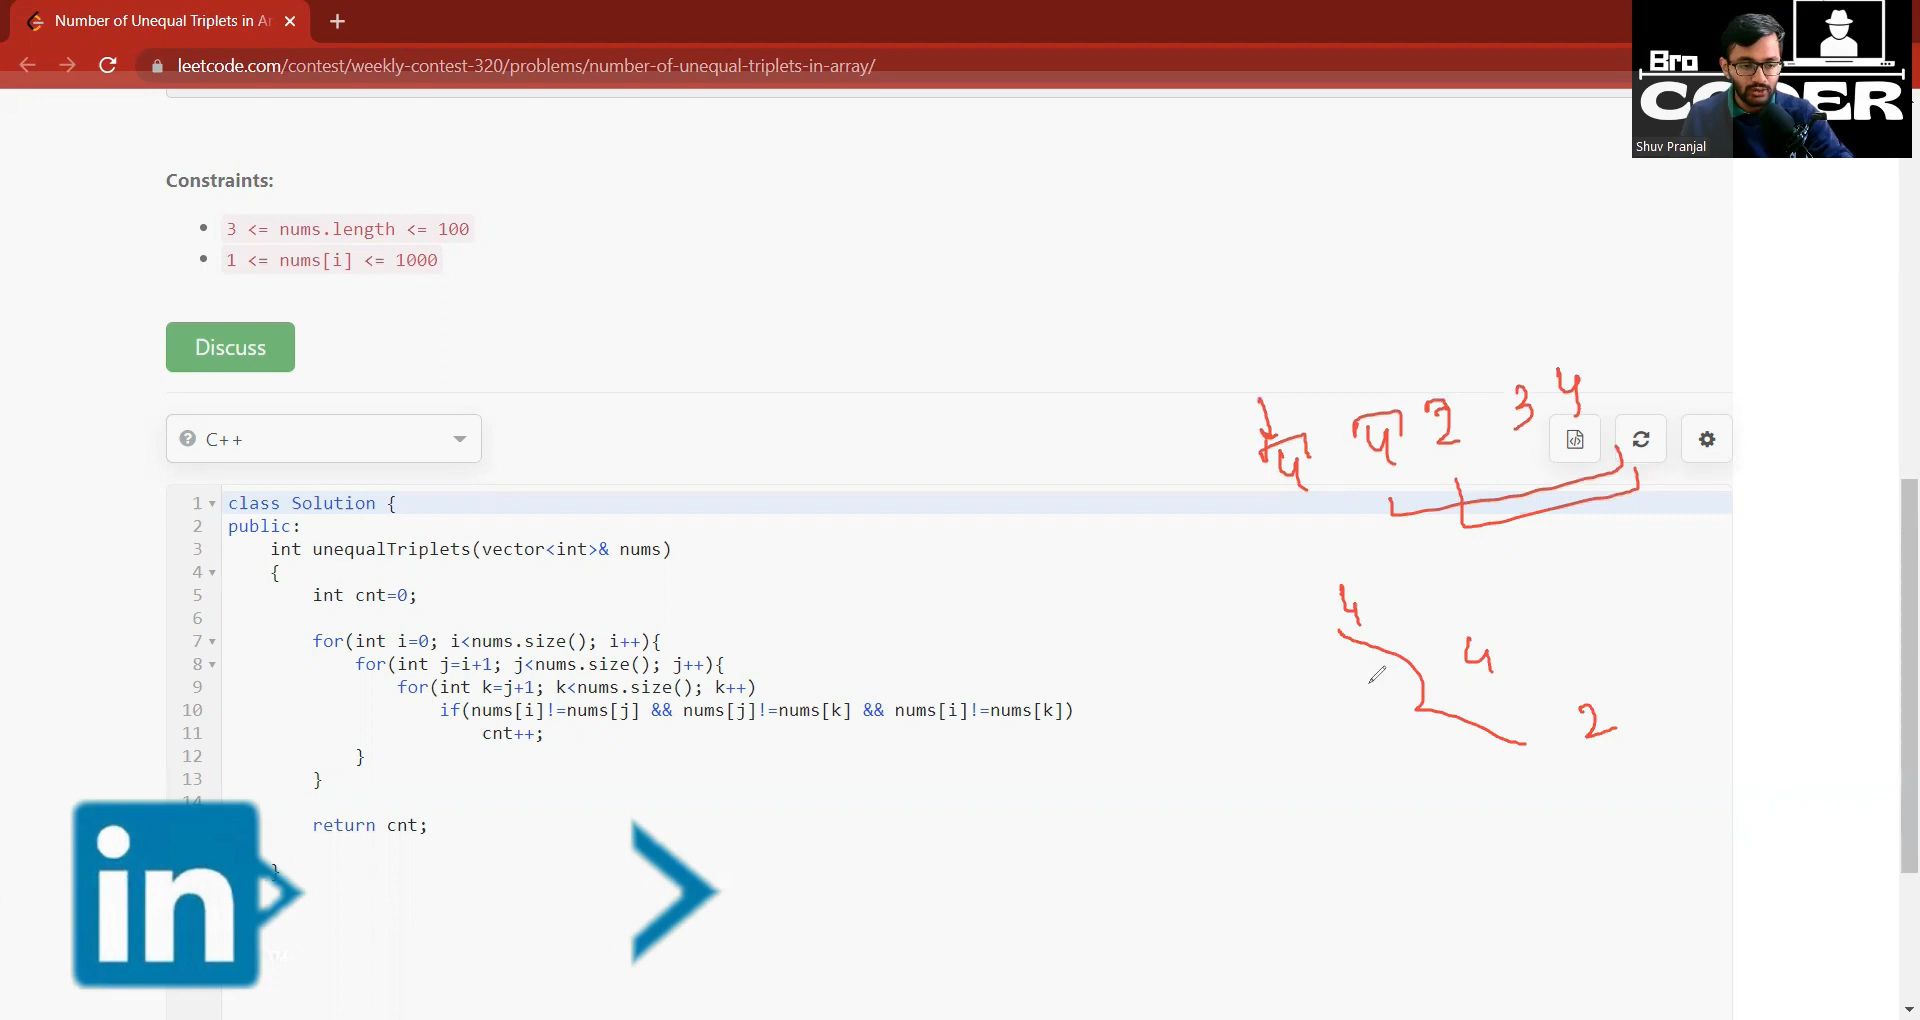 Number of Unequal Triplets in Ar
leetcode.com/contest/weekly-contest-320/problems/number-of-unequal-triplets-in-array/
Bro
CODER
Shuv Pranjal
Constraints:
3 <= nums.length <= 100
1 <= nums[i] <= 1000
Discuss
C++
4 4 2 3 4
1 class Solution {
2 public:
3 int unequalTriplets(vector<int>& nums)
4 {
5 int cnt=0;
6
7 for(int i=0; i<nums.size(); i++){
8 for(int j=i+1; j<nums.size(); j++){
9 for(int k=j+1; k<nums.size(); k++)
10 if(nums[i]!=nums[j] && nums[j]!=nums[k] && nums[i]!=nums[k])
11 cnt++;
12 }
13 }
14
return cnt;
}
4
4
2
in